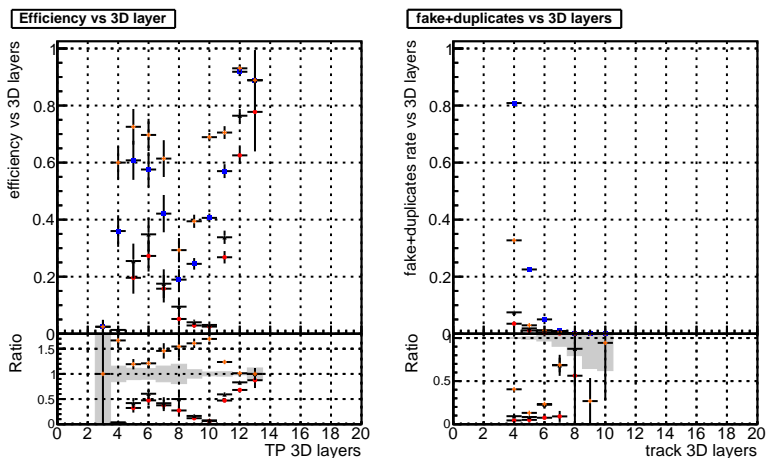 Efficiency vs 3D layer
efficiency vs 3D layers
1
0.8
0.6
0.4
0.2
0
Ratio
1.5
1
0.5
0
0 2 4 6 8 10 12 14 16 18 20
TP 3D layers
fake+duplicates vs 3D layers
fake+duplicates rate vs 3D layers
1
0.8
0.6
0.4
0.2
0
Ratio
1
0.5
0 2 4 6 8 10 12 14 16 18 20
track 3D layers